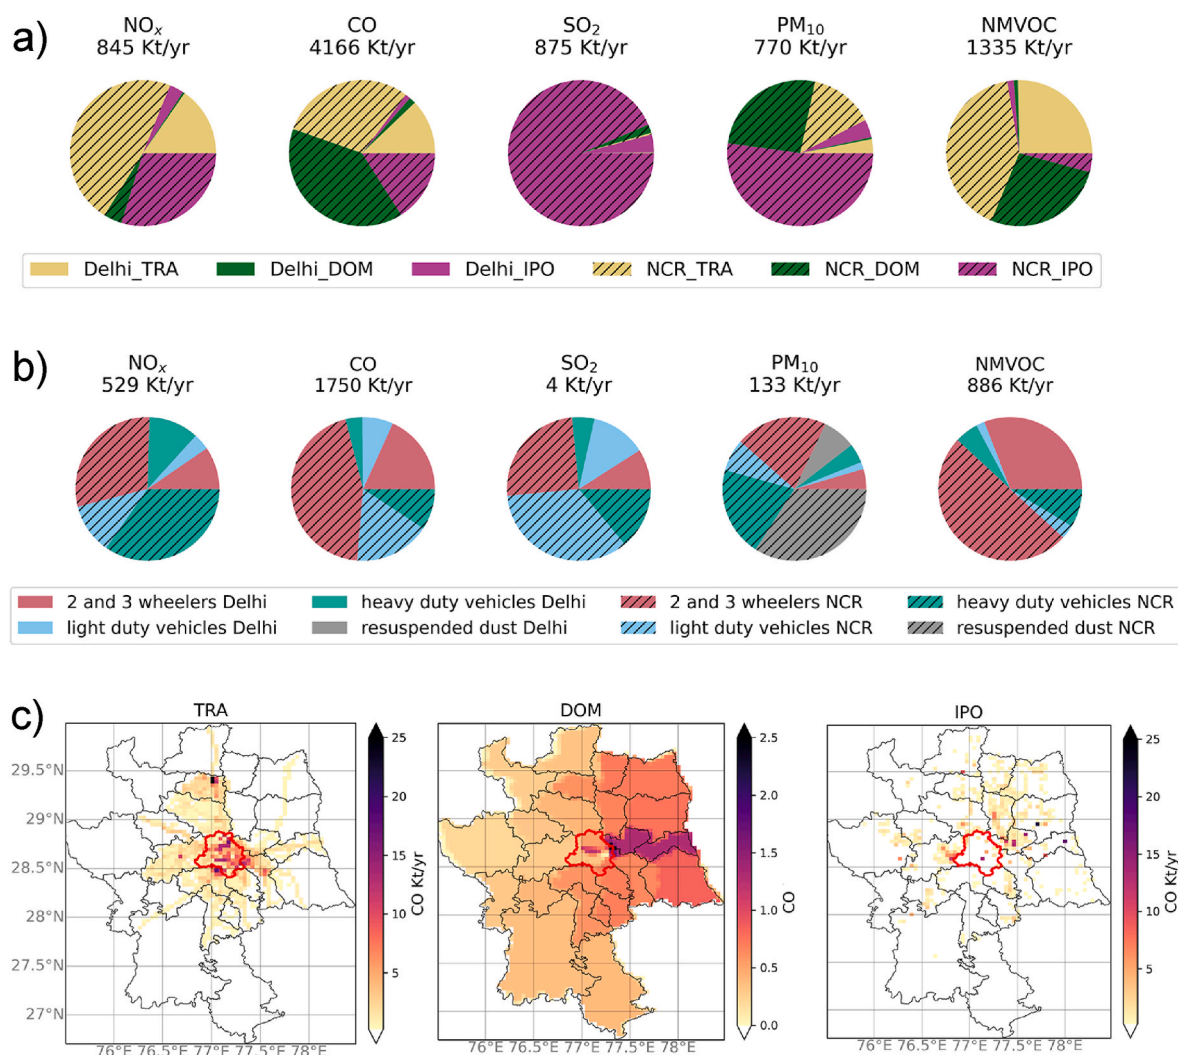 a)
NOx CO SO2 PM10 NMVOC
845 Kt/yr 4166 Kt/yr 875 Kt/yr 770 Kt/yr 1335 Kt/yr
Delhi_TRA Delhi_DOM Delhi_IPO NCR_TRA NCR_DOM NCR_IPO
b)
NOx CO SO2 PM10 NMVOC
529 Kt/yr 1750 Kt/yr 4 Kt/yr 133 Kt/yr 886 Kt/yr
2 and 3 wheelers Delhi heavy duty vehicles Delhi 2 and 3 wheelers NCR heavy duty vehicles NCR
light duty vehicles Delhi resuspended dust Delhi light duty vehicles NCR resuspended dust NCR
c)
TRA
29.5°N
29°N
28.5°N
28°N
27.5°N
27°N
76°E 76.5°E 77°E 77.5°E 78°E
25
20
15
10
5
CO Kt/yr
DOM
76°E 76.5°E 77°E 77.5°E 78°E
2.5
2.0
1.5
1.0
0.5
0.0
CO
IPO
76°E 76.5°E 77°E 77.5°E 78°E
25
20
15
10
5
CO Kt/yr